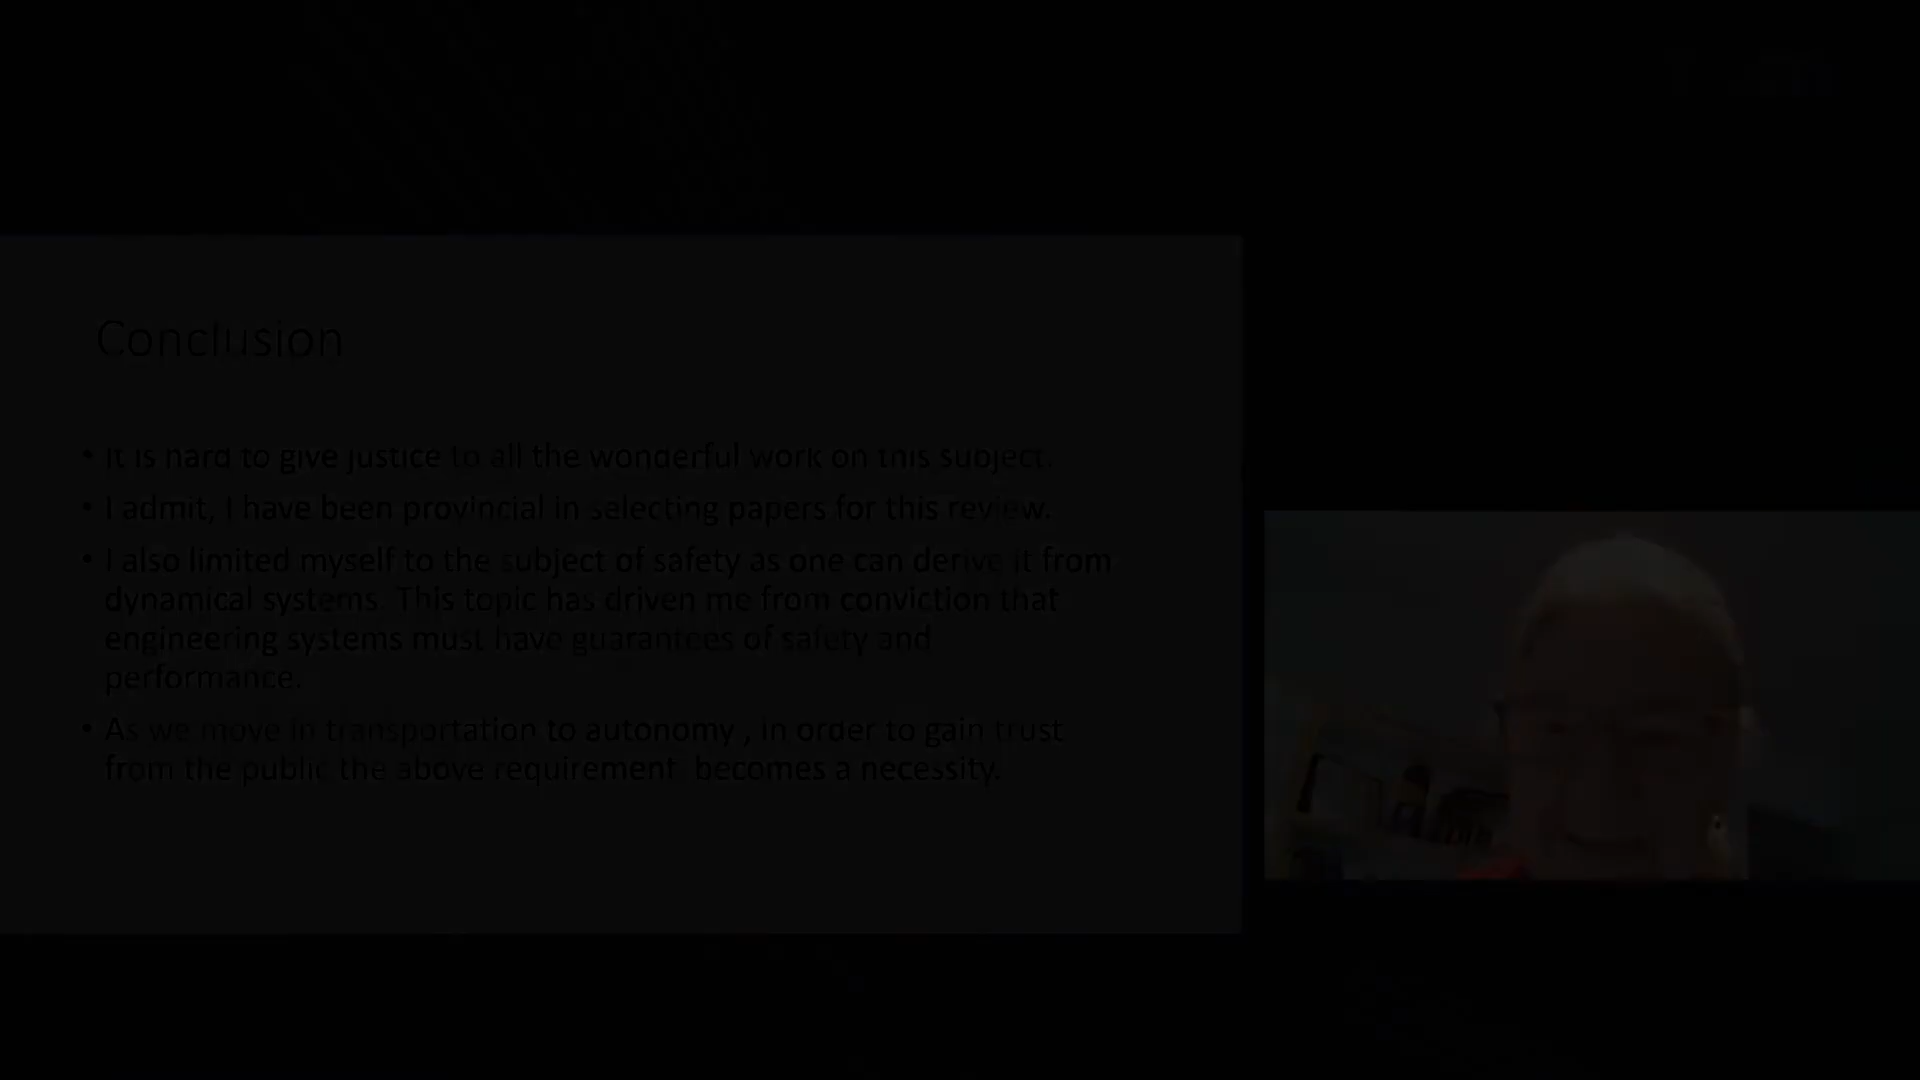 Conclusion
• It is hard to give justice to all the wonderful work on this subject.
• I admit, I have been provincial in selecting papers for this review.
• I also limited myself to the subject of safety as one can derive it from
dynamical systems. This topic has driven me from conviction that
engineering systems must have guarantees of safety and
performance.
• As we move in transportation to autonomy , in order to gain trust
from the public the above requirement becomes a necessity.